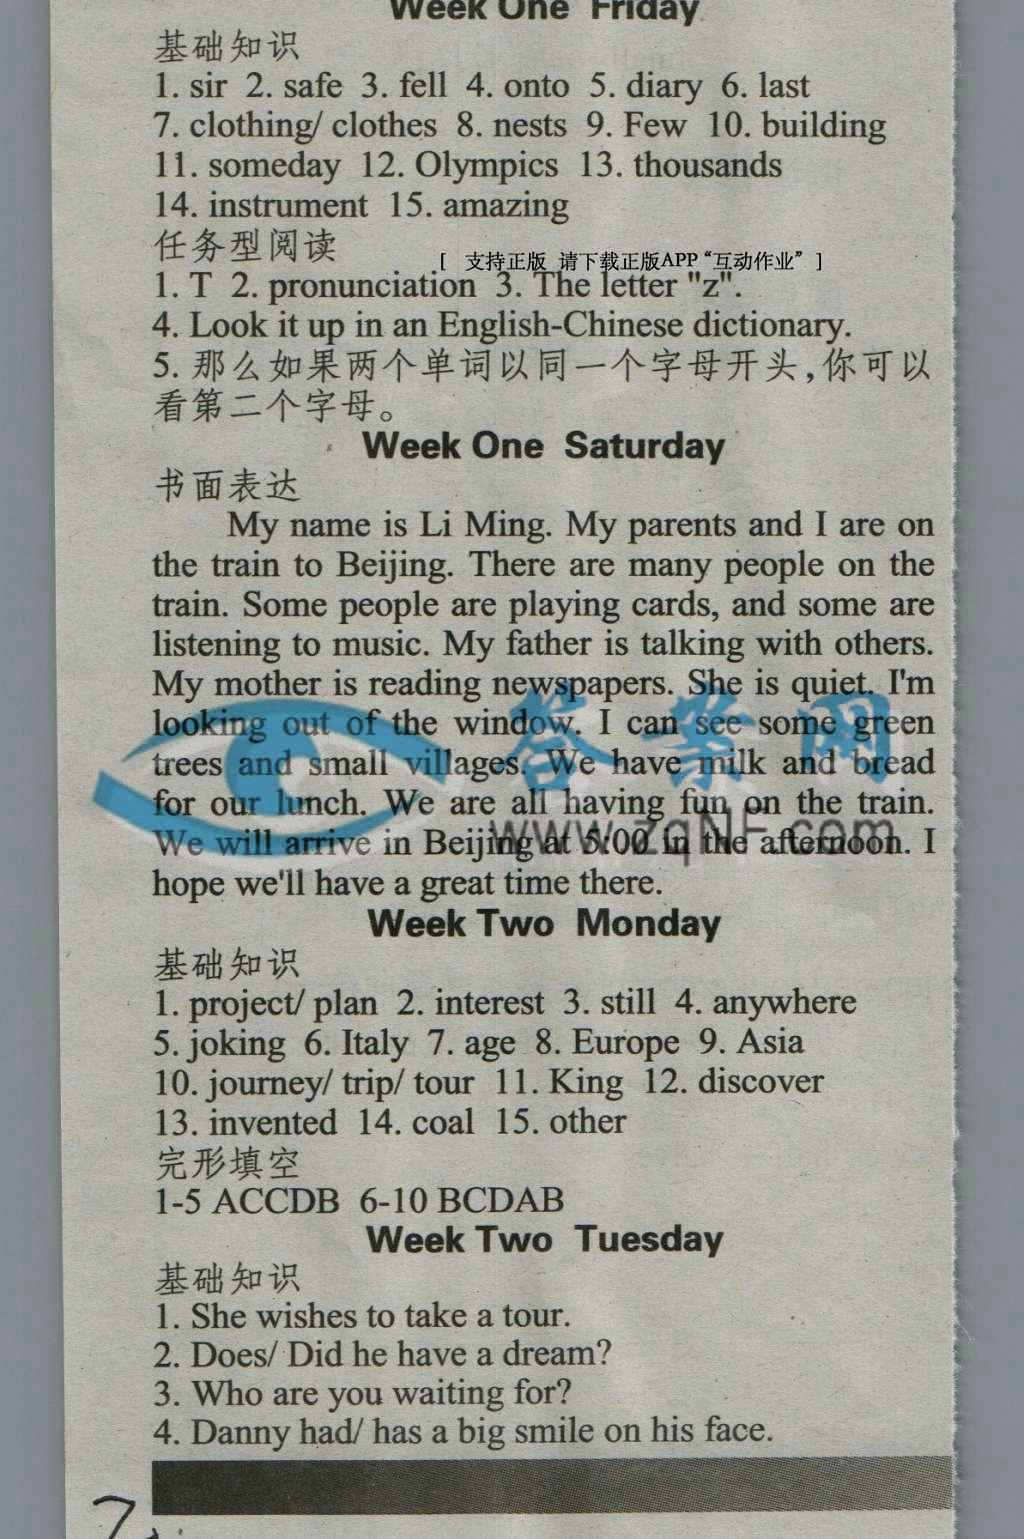 Week One Friday
基础知识
1. sir 2. safe 3. fell 4. onto 5. diary 6. last
7. clothing/ clothes 8. nests 9. Few 10. building
11. someday 12. Olympics 13. thousands
14. instrument 15. amazing
任务型阅读
[ 支持正版 请下载正版APP“互动作业” ]
1. T 2. pronunciation 3. The letter "z".
4. Look it up in an English-Chinese dictionary.
5. 那么如果两个单词以同一个字母开头,你可以
看第二个字母。
Week One Saturday
书面表达
My name is Li Ming. My parents and I are on
the train to Beijing. There are many people on the
train. Some people are playing cards, and some are
listening to music. My father is talking with others.
My mother is reading newspapers. She is quiet. I'm
looking out of the window. I can see some green
trees and small villages. We have milk and bread
for our lunch. We are all having fun on the train.
We will arrive in Beijing at 5:00 in the afternoon. I
hope we'll have a great time there.
答案网
www.zqNF.com
Week Two Monday
基础知识
1. project/ plan 2. interest 3. still 4. anywhere
5. joking 6. Italy 7. age 8. Europe 9. Asia
10. journey/ trip/ tour 11. King 12. discover
13. invented 14. coal 15. other
完形填空
1-5 ACCDB 6-10 BCDAB
Week Two Tuesday
基础知识
1. She wishes to take a tour.
2. Does/ Did he have a dream?
3. Who are you waiting for?
4. Danny had/ has a big smile on his face.